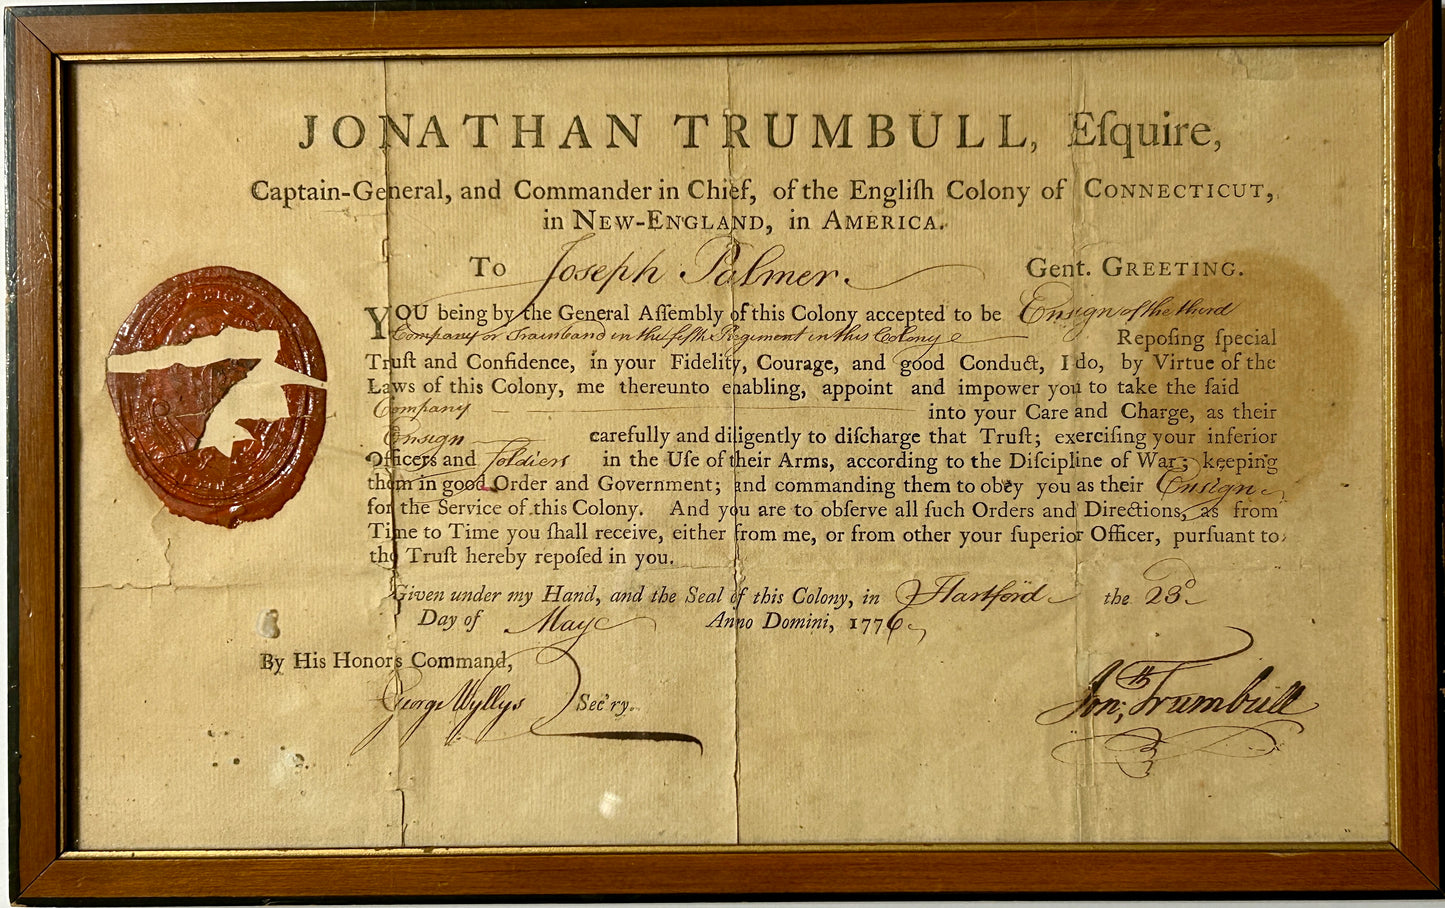 JONATHAN TRUMBULL, Eſquire,
Captain-General, and Commander in Chief, of the Engliſh Colony of CONNECTICUT,
in NEW-ENGLAND, in AMERICA.
TO Joseph Palmer Gent. GREETING.
YOU being by the General Aſſembly of this Colony accepted to be Ensign of the third
Company or Trainband in the fifth Regiment in this Colony Repoſing ſpecial
Truſt and Confidence, in your Fidelity, Courage, and good Conduct, I do, by Virtue of the
Laws of this Colony, me thereunto enabling, appoint and impower you to take the ſaid
Company into your Care and Charge, as their
Ensign carefully and diligently to diſcharge that Truſt; exerciſing your inferior
Officers and Soldiers in the Uſe of their Arms, according to the Diſcipline of War; keeping
them in good Order and Government; and commanding them to obey you as their Ensign
for the Service of this Colony. And you are to obſerve all ſuch Orders and Directions, as from
Time to Time you ſhall receive, either from me, or from other your ſuperior Officer, purſuant to
the Truſt hereby repoſed in you.
Given under my Hand, and the Seal of this Colony, in Hartford the 23d
Day of May Anno Domini, 1776
By His Honors Command,
George Wyllys Sec'ry.
Jonth; Trumbull